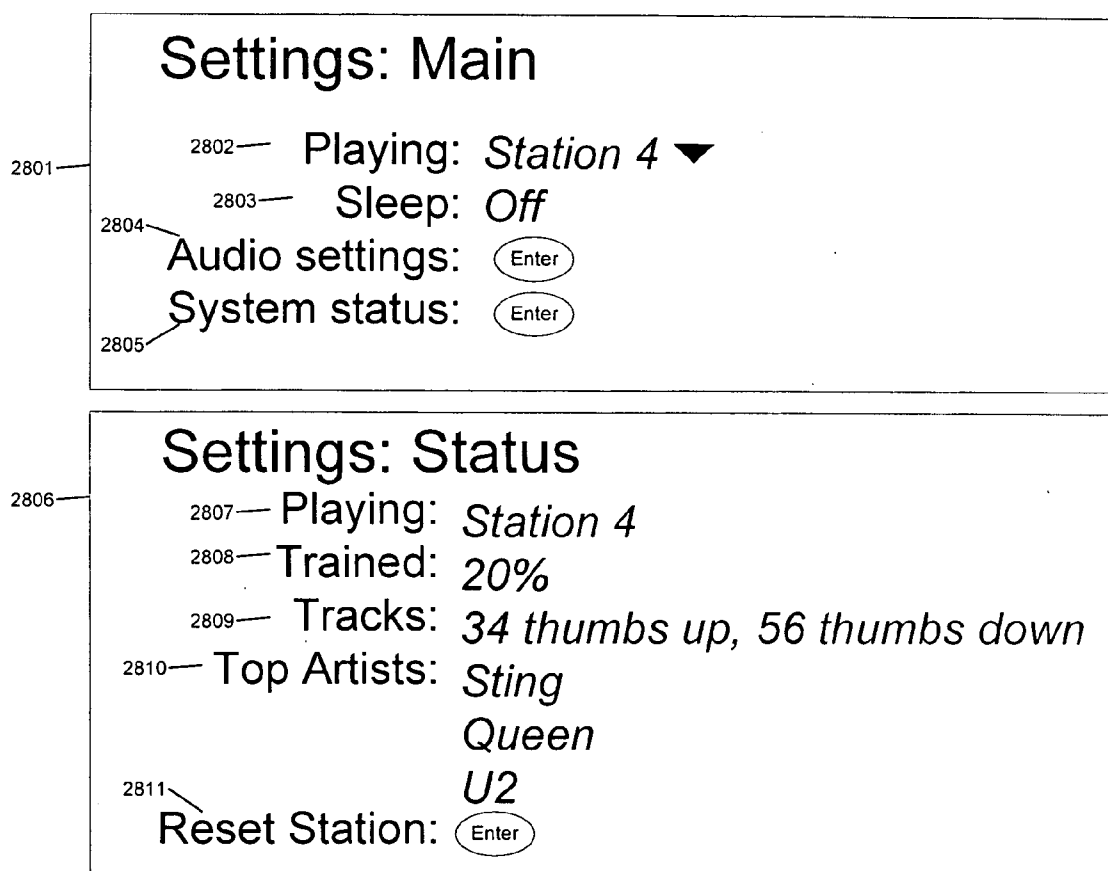 Settings: Main
2802 Playing: Station 4
2801
2803 Sleep: Off
2804
Audio settings: Enter
System status: Enter
2805
Settings: Status
2806
2807 Playing: Station 4
2808 Trained: 20%
2809 Tracks: 34 thumbs up, 56 thumbs down
2810 Top Artists: Sting
Queen
U2
2811
Reset Station: Enter